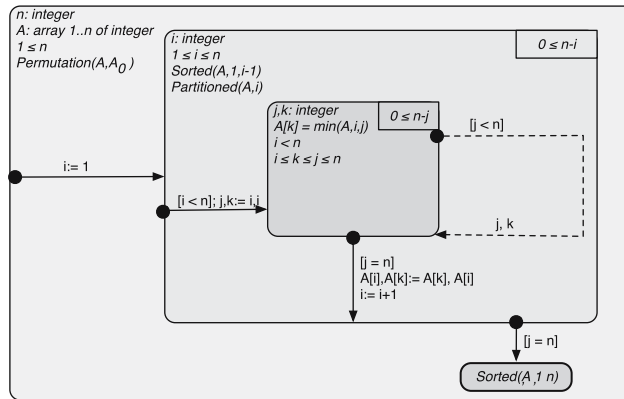 n: integer
A: array 1..n of integer
1 ≤ n
Permutation(A,A0 )
i: integer
1 ≤ i ≤ n
Sorted(A,1,i-1)
Partitioned(A,i)
0 ≤ n-i
j,k: integer
A[k] = min(A,i,j)
i < n
i ≤ k ≤ j ≤ n
0 ≤ n-j
[j < n]
i:= 1
[i < n]; j,k:= i,i
j, k
[j = n]
A[i],A[k]:= A[k], A[i]
i:= i+1
[j = n]
Sorted(A,1 n)